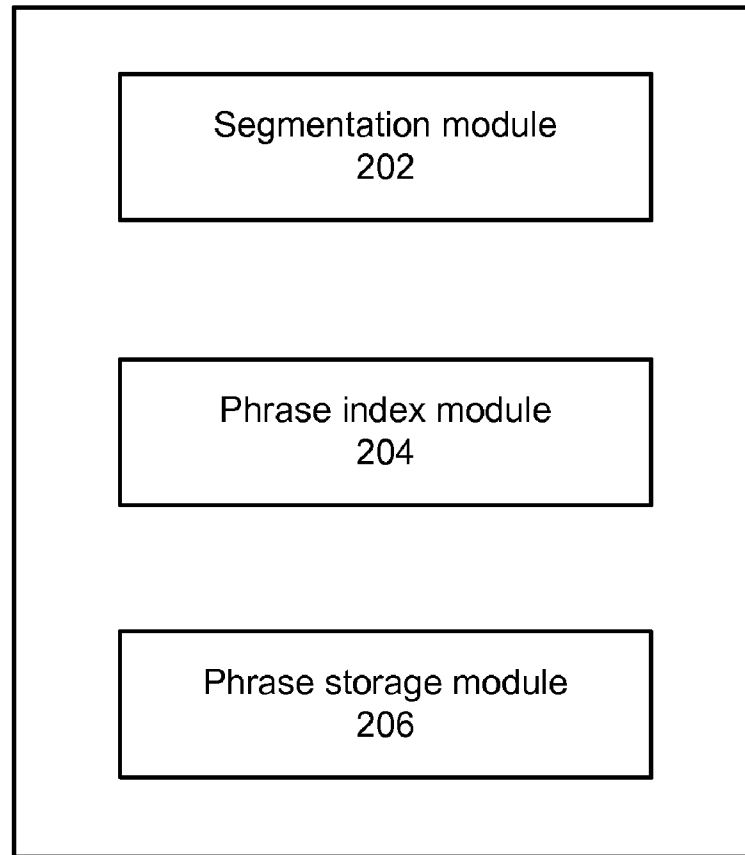 Segmentation module
202
Phrase index module
204
Phrase storage module
206